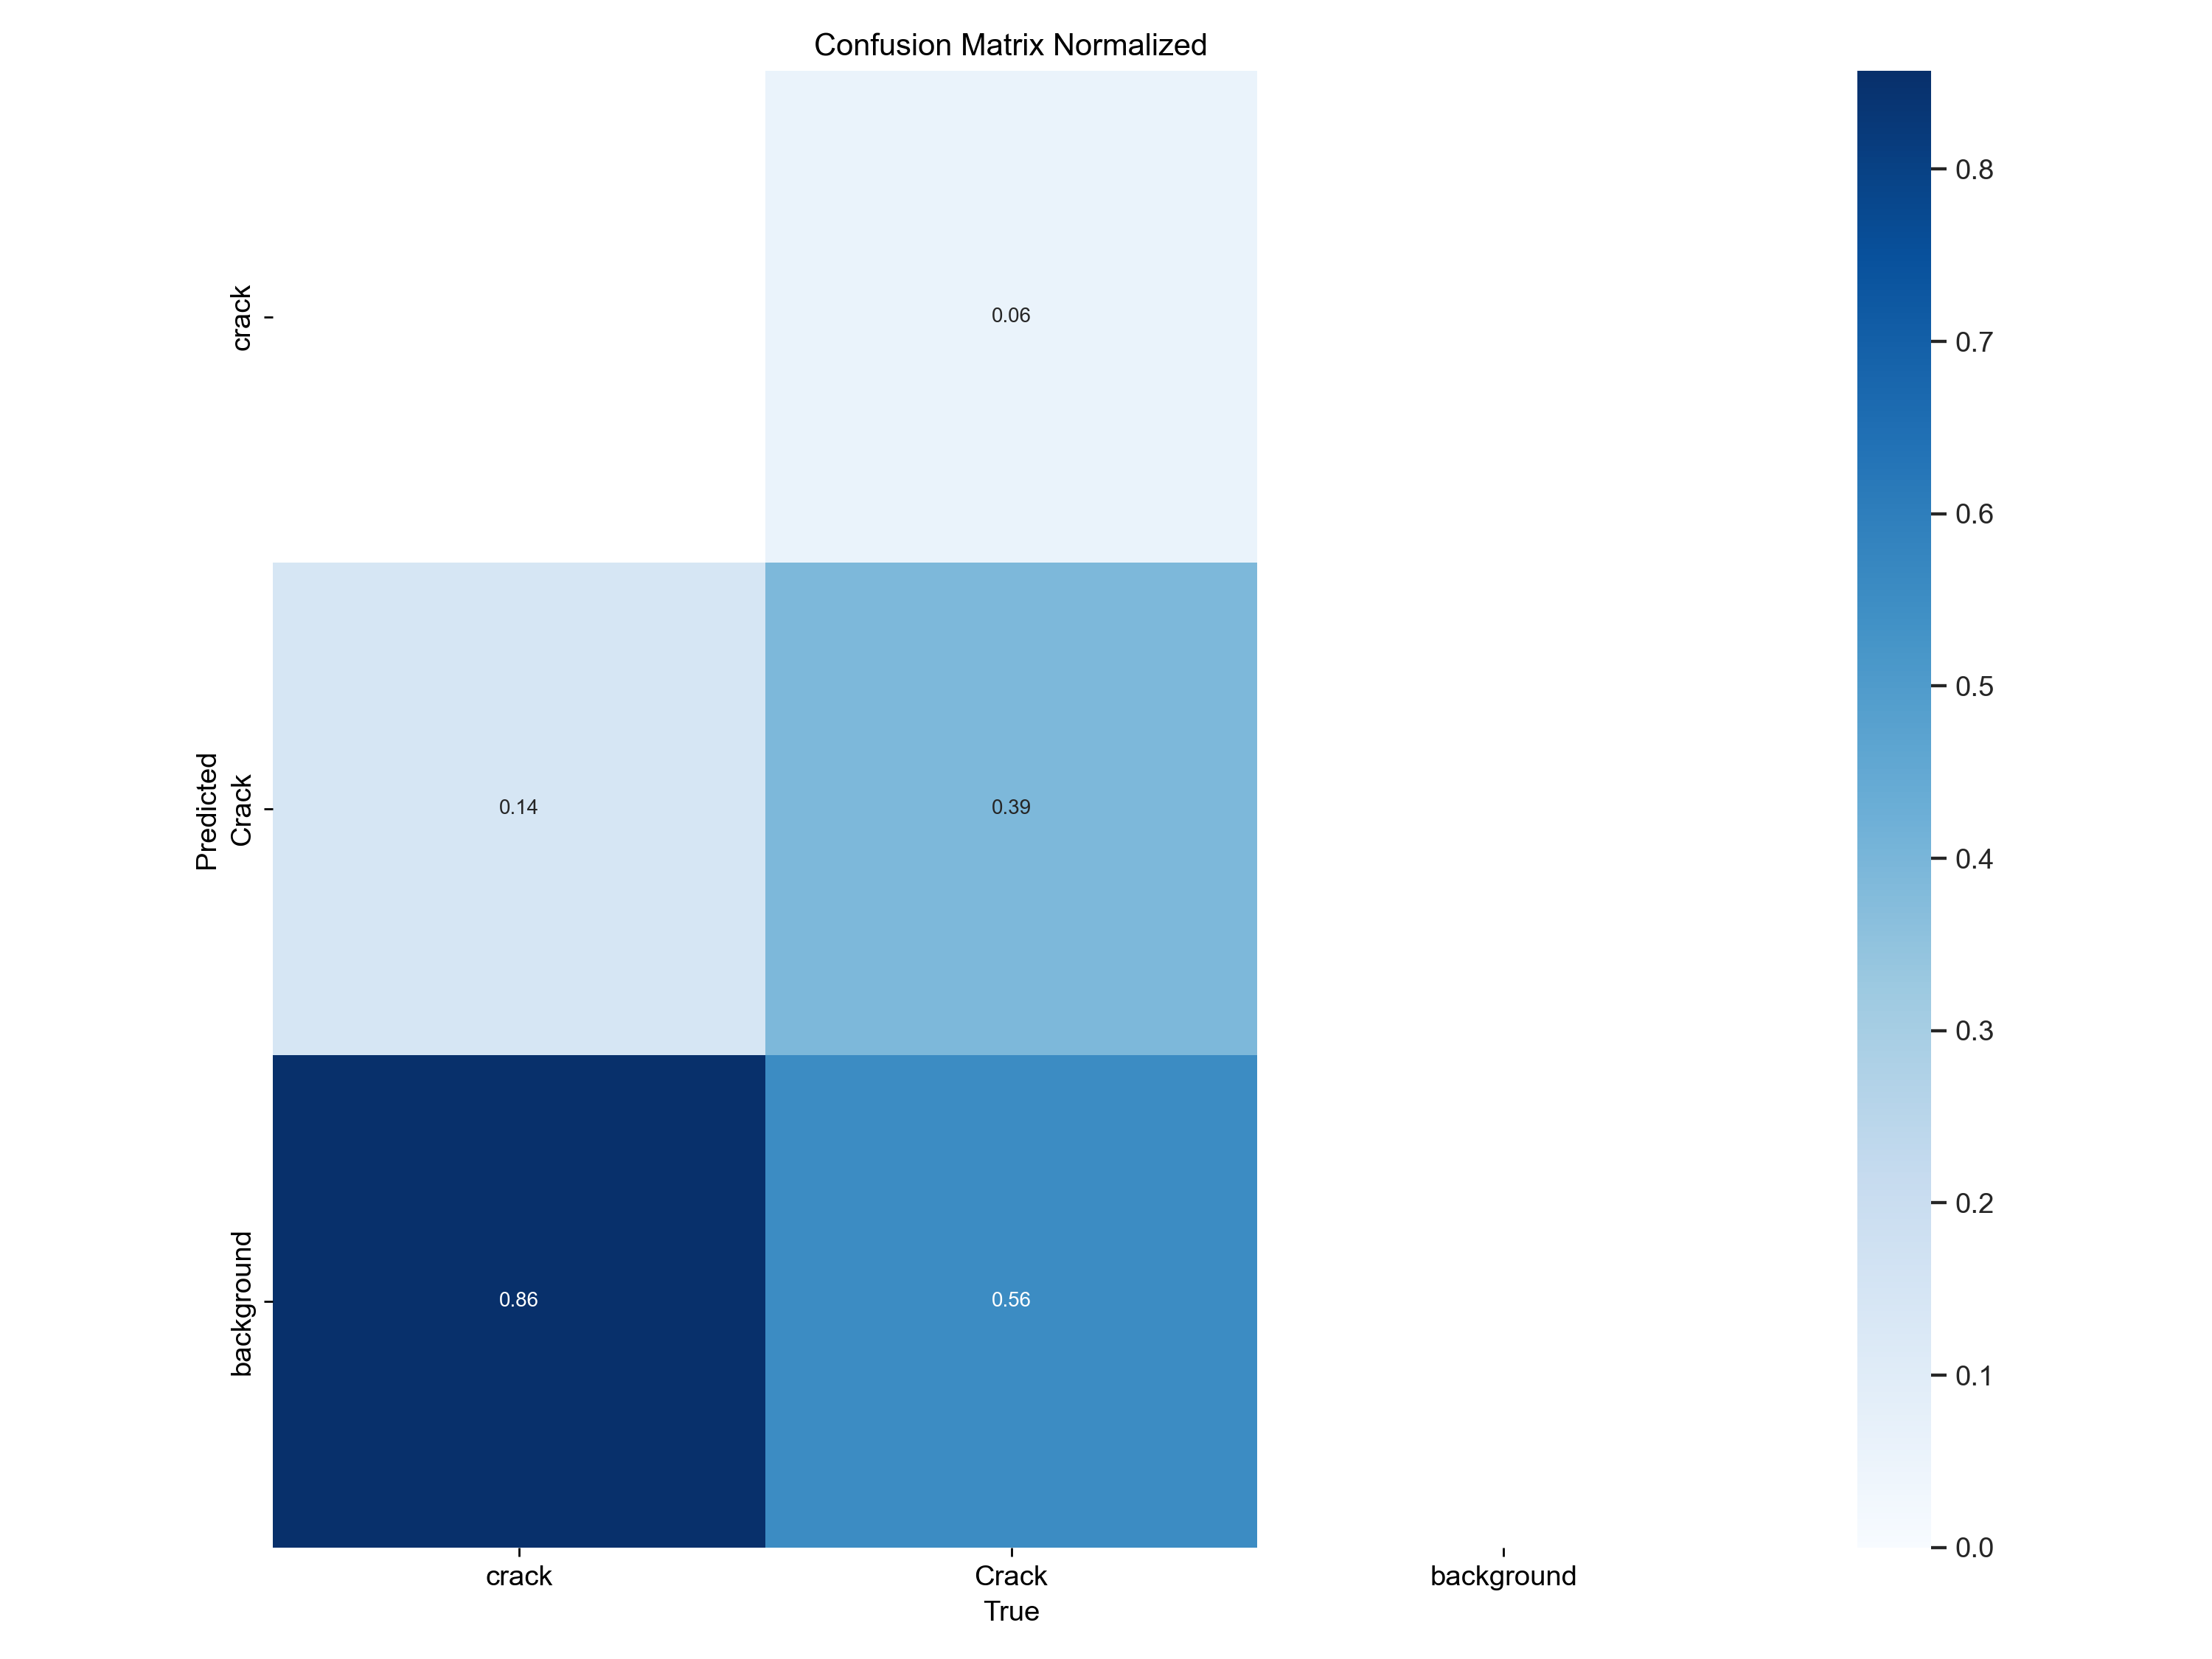 Confusion Matrix Normalized
Predicted
crack
Crack
background
0.06
0.14
0.39
0.86
0.56
crack
Crack
background
True
0.8
0.7
0.6
0.5
0.4
0.3
0.2
0.1
0.0